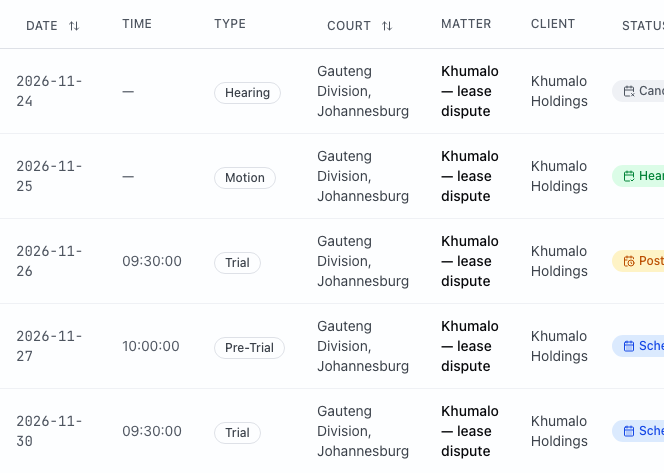 DATE TIME TYPE COURT MATTER CLIENT
2026-11-
24
—
Hearing
Gauteng
Division,
Johannesburg
Khumalo
— lease
dispute
Khumalo
Holdings
2026-11-
25
—
Motion
Gauteng
Division,
Johannesburg
Khumalo
— lease
dispute
Khumalo
Holdings
2026-11-
26
09:30:00
Trial
Gauteng
Division,
Johannesburg
Khumalo
— lease
dispute
Khumalo
Holdings
Post
2026-11-
27
10:00:00
Pre-Trial
Gauteng
Division,
Johannesburg
Khumalo
— lease
dispute
Khumalo
Holdings
2026-11-
30
09:30:00
Trial
Gauteng
Division,
Johannesburg
Khumalo
— lease
dispute
Khumalo
Holdings